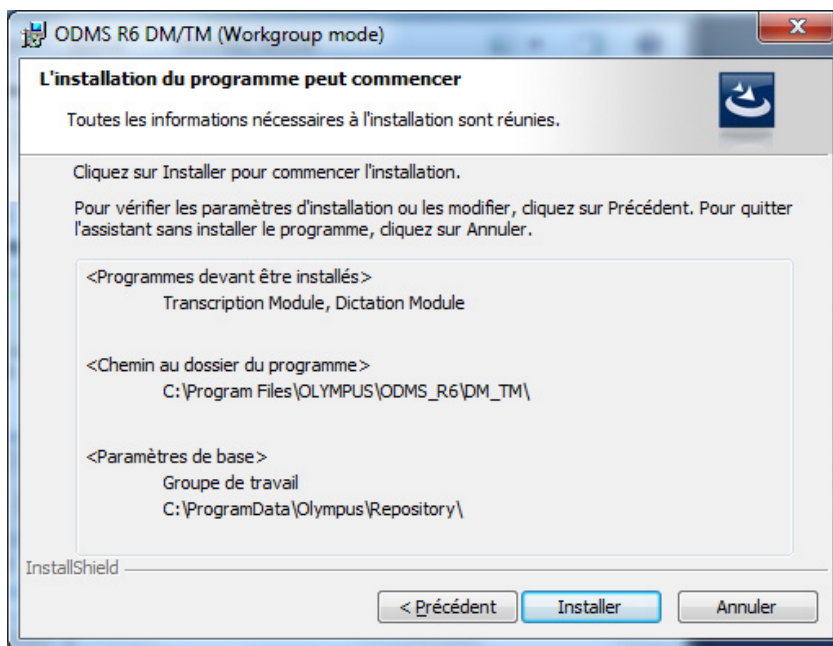 ODMS R6 DM/TM (Workgroup mode)
L'installation du programme peut commencer
Toutes les informations nécessaires à l'installation sont réunies.
Cliquez sur Installer pour commencer l'installation.
Pour vérifier les paramètres d'installation ou les modifier, cliquez sur Précédent. Pour quitter
l'assistant sans installer le programme, cliquez sur Annuler.
<Programmes devant être installés>
Transcription Module, Dictation Module
<Chemin au dossier du programme>
C:\Program Files\OLYMPUS\ODMS_R6\DM_TM\
<Paramètres de base>
Groupe de travail
C:\ProgramData\Olympus\Repository\
InstallShield
< Précédent
Installer
Annuler